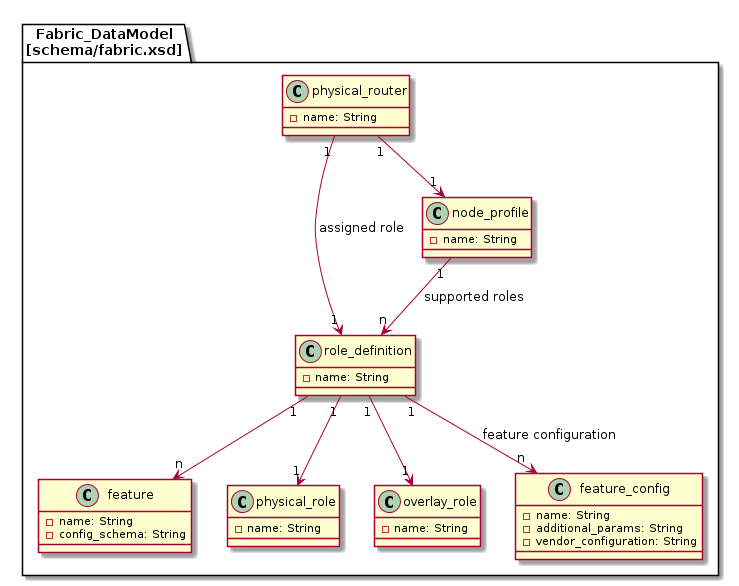 Fabric_DataModel
[schema/fabric.xsd]
C physical_router
name: String
1
1
1
assigned role
C node_profile
name: String
1
supported roles
1
n
C role_definition
name: String
1
1
1
1
feature configuration
n
1
1
n
C feature
name: String
config_schema: String
C physical_role
name: String
C overlay_role
name: String
C feature_config
name: String
additional_params: String
vendor_configuration: String